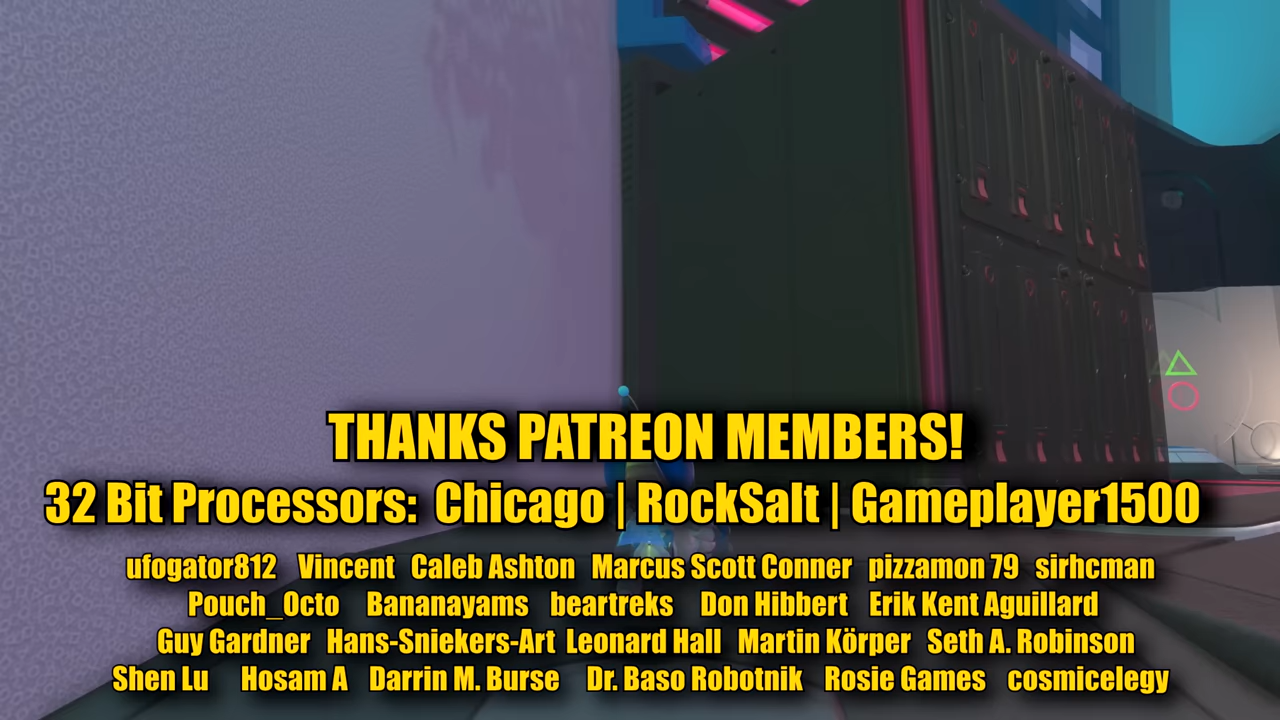 THANKS PATREON MEMBERS!
32 Bit Processors: Chicago | RockSalt | Gameplayer1500
ufogator812 Vincent Caleb Ashton Marcus Scott Conner pizzamon 79 sirhcman
Pouch_Octo Bananayams beartreks Don Hibbert Erik Kent Aguillard
Guy Gardner Hans-Sniekers-Art Leonard Hall Martin Körper Seth A. Robinson
Shen Lu Hosam A Darrin M. Burse Dr. Baso Robotnik Rosie Games cosmicelegy